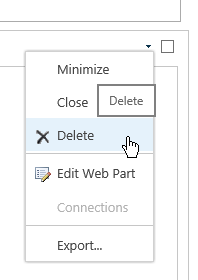 Minimize
Close
Delete
Delete
Edit Web Part
Connections
Export...